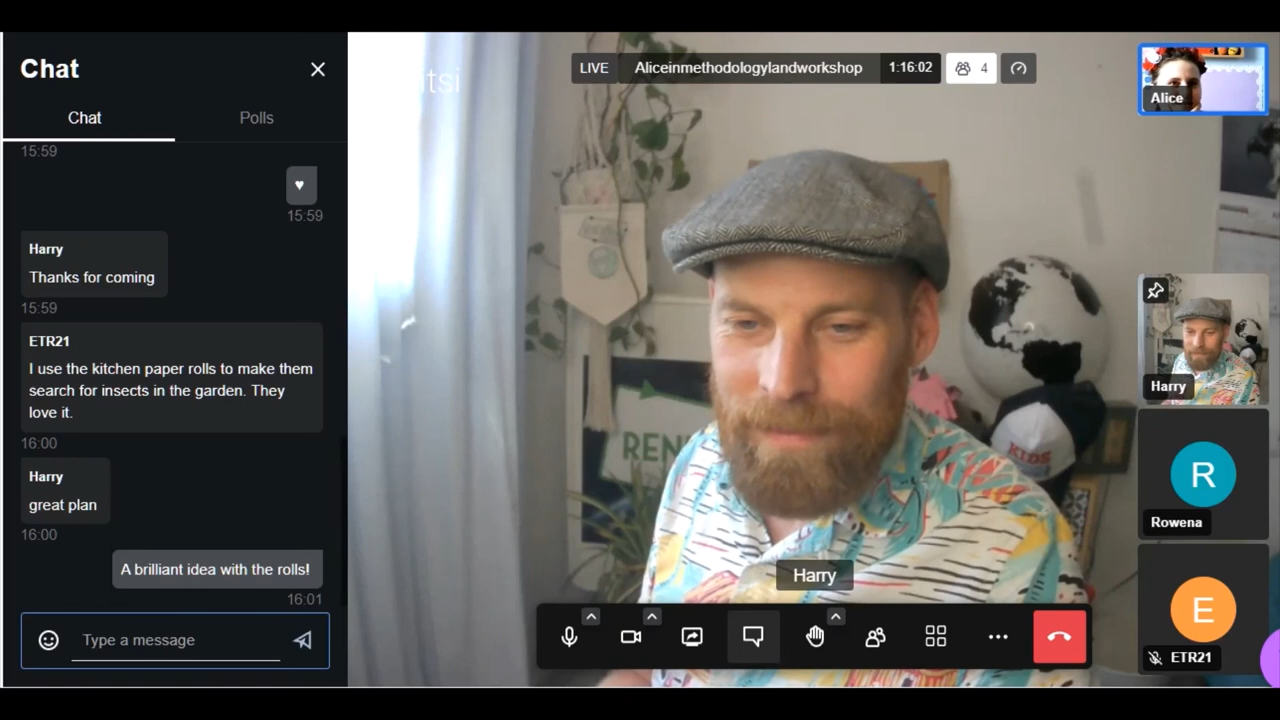 Chat
Chat
Polls
15:59
♥
15:59
Harry
Thanks for coming
15:59
ETR21
I use the kitchen paper rolls to make them
search for insects in the garden. They
love it.
16:00
Harry
great plan
16:00
A brilliant idea with the rolls!
16:01
Type a message
itsi
LIVE
Aliceinmethodologylandworkshop
1:16:02
4
KIDS
Harry
Alice
Harry
R
Rowena
E
ETR21